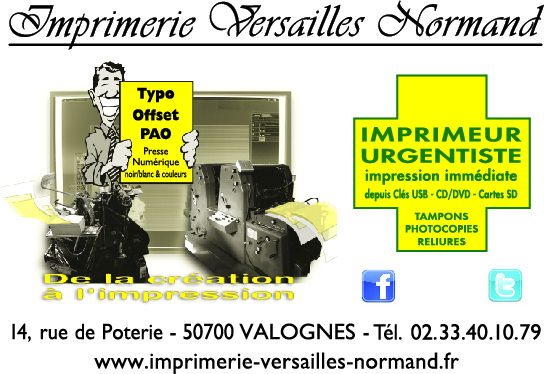 Imprimerie Versailles Normand
Typo
Offset
PAO
Presse
Numérique
noir/blanc & couleurs
De la création
à l'impression
IMPRIMEUR
URGENTISTE
impression immédiate
depuis Clés USB - CD/DVD - Cartes SD
TAMPONS
PHOTOCOPIES
RELIURES
f
t
14, rue de Poterie - 50700 VALOGNES - Tél. 02.33.40.10.79
www.imprimerie-versailles-normand.fr